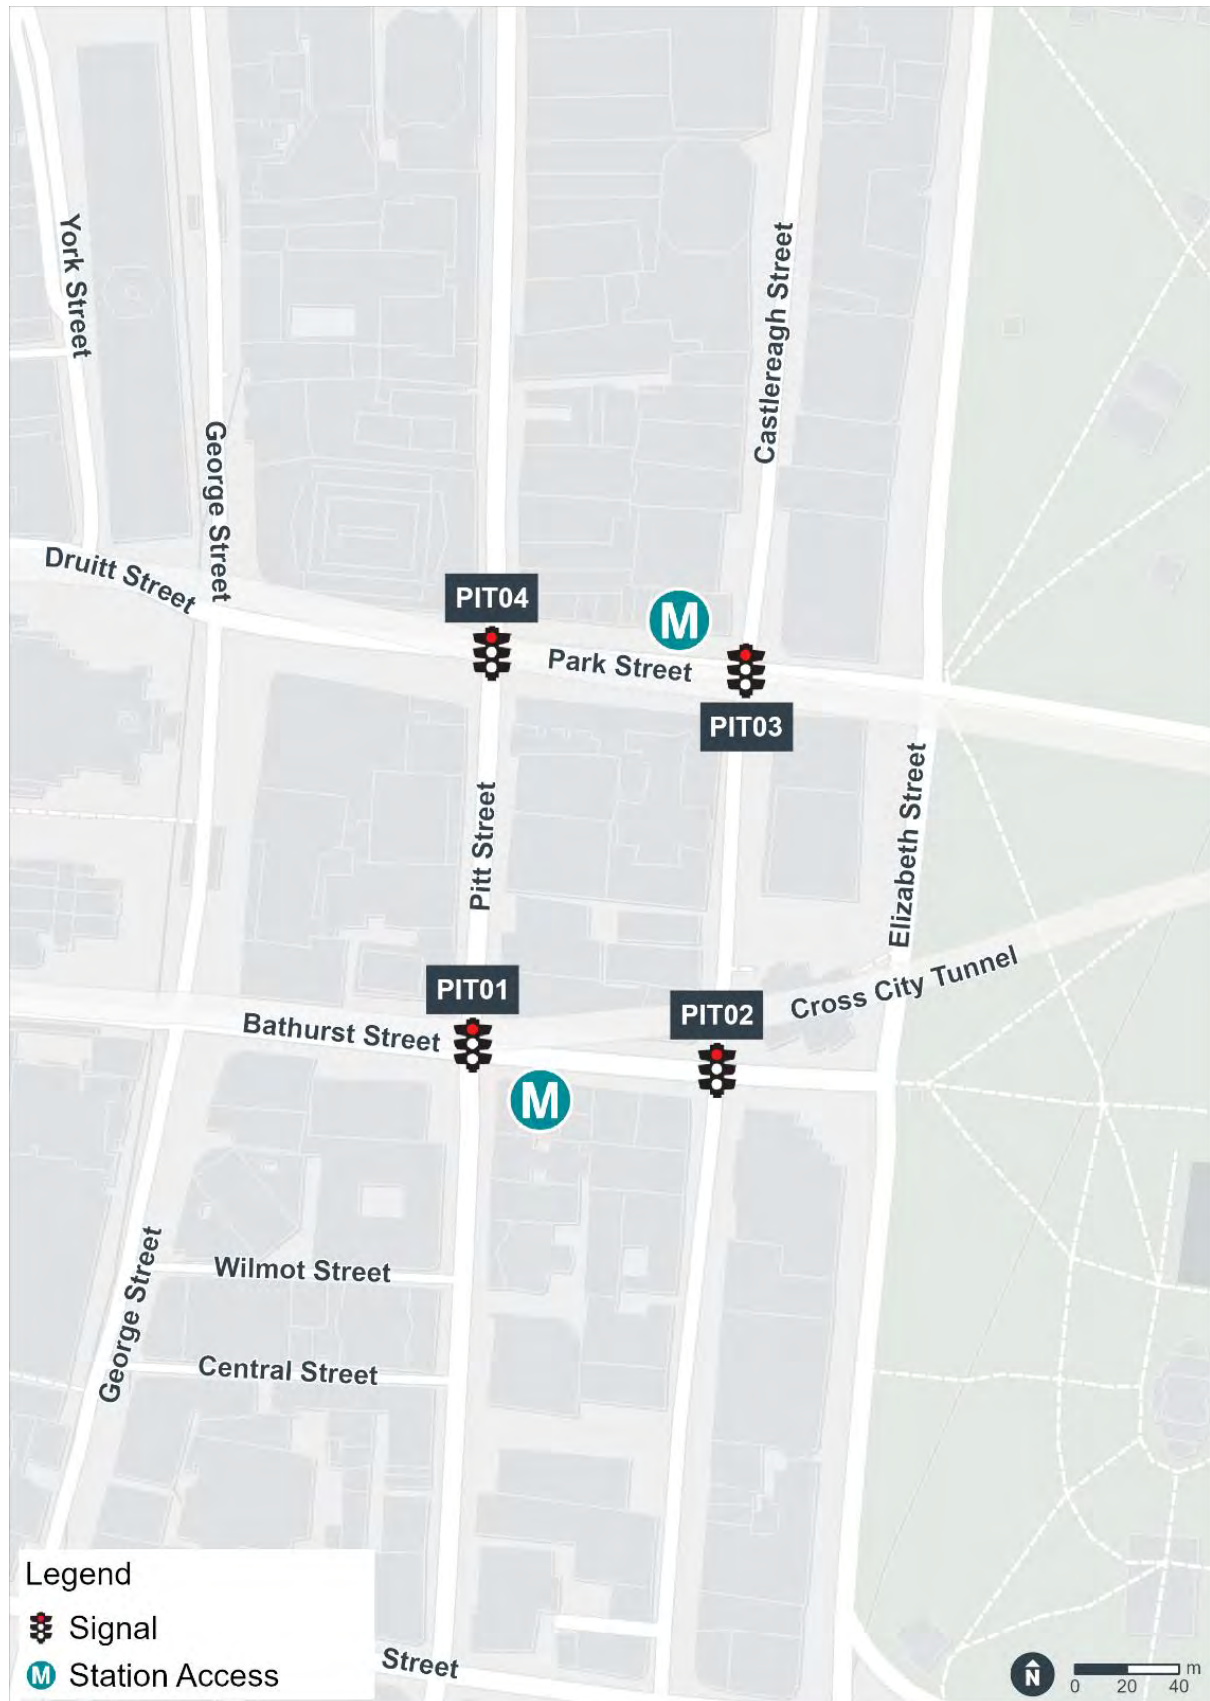 York Street
Castlereagh Street
George Street
Druitt Street
PIT04
M
Park Street
PIT03
Pitt Street
Elizabeth Street
Cross City Tunnel
PIT01
PIT02
Bathurst Street
M
Wilmot Street
George Street
Central Street
Legend
Signal
M Station Access
Street
N
m
0 20 40